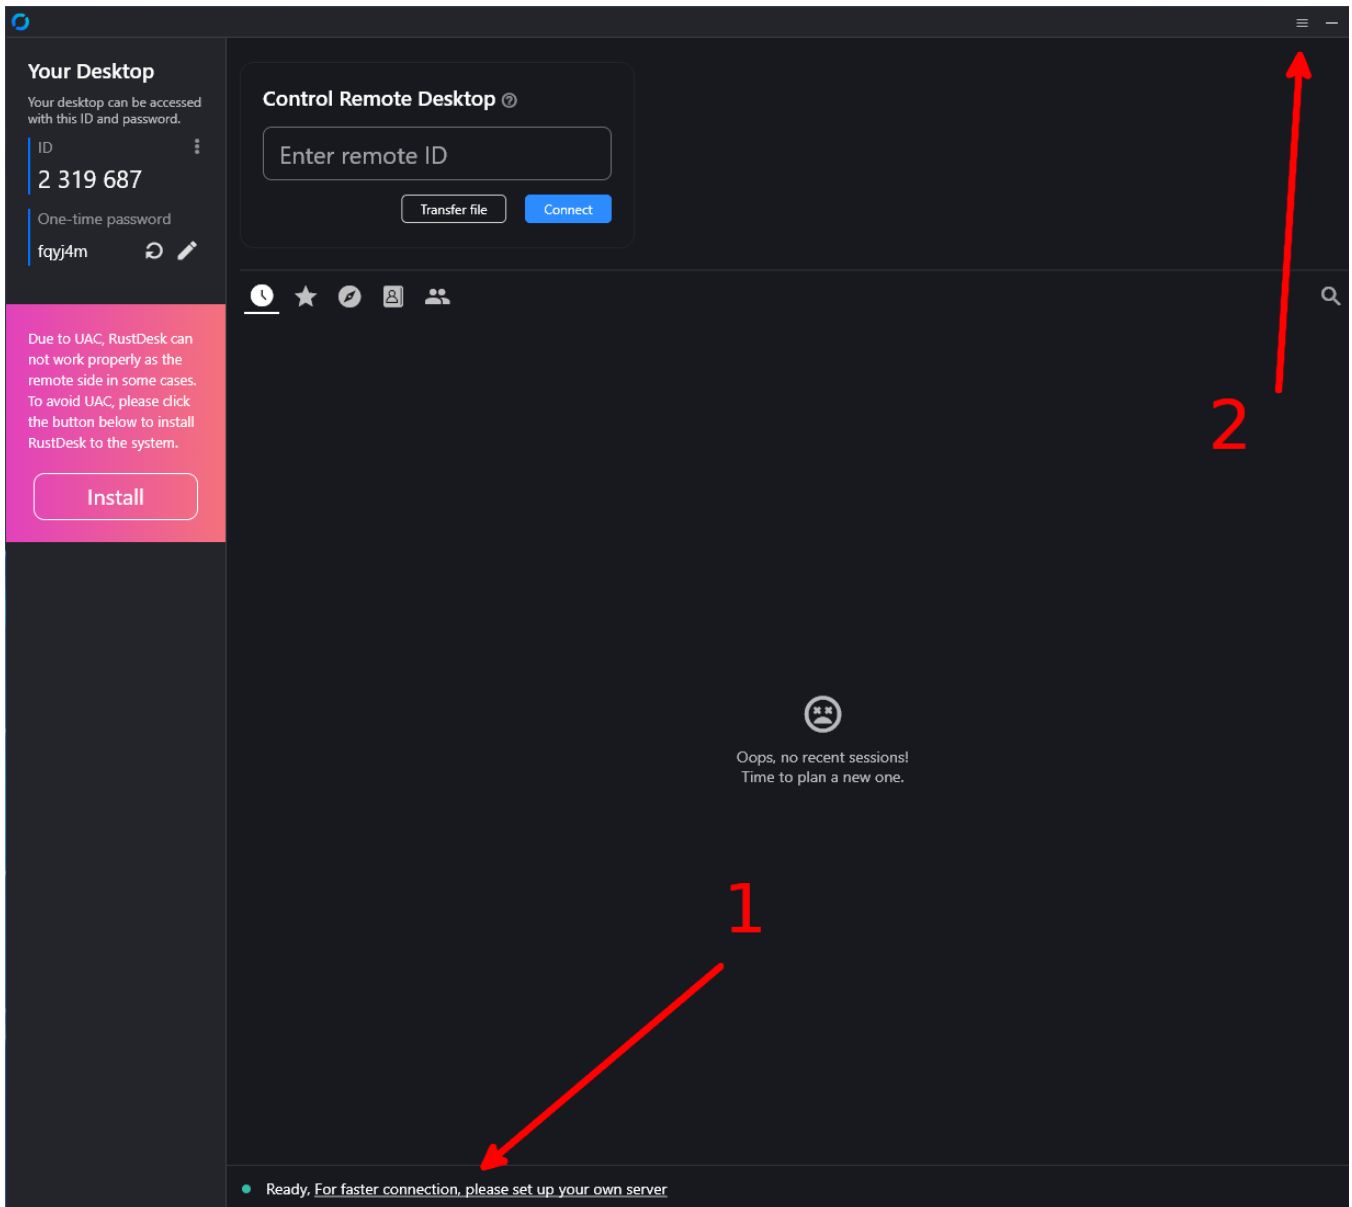 Your Desktop
Your desktop can be accessed
with this ID and password.
ID
2 319 687
One-time password
fqyj4m
Due to UAC, RustDesk can
not work properly as the
remote side in some cases.
To avoid UAC, please click
the button below to install
RustDesk to the system.
Install
Control Remote Desktop
Enter remote ID
Transfer file
Connect
2
Oops, no recent sessions!
Time to plan a new one.
1
Ready, For faster connection, please set up your own server